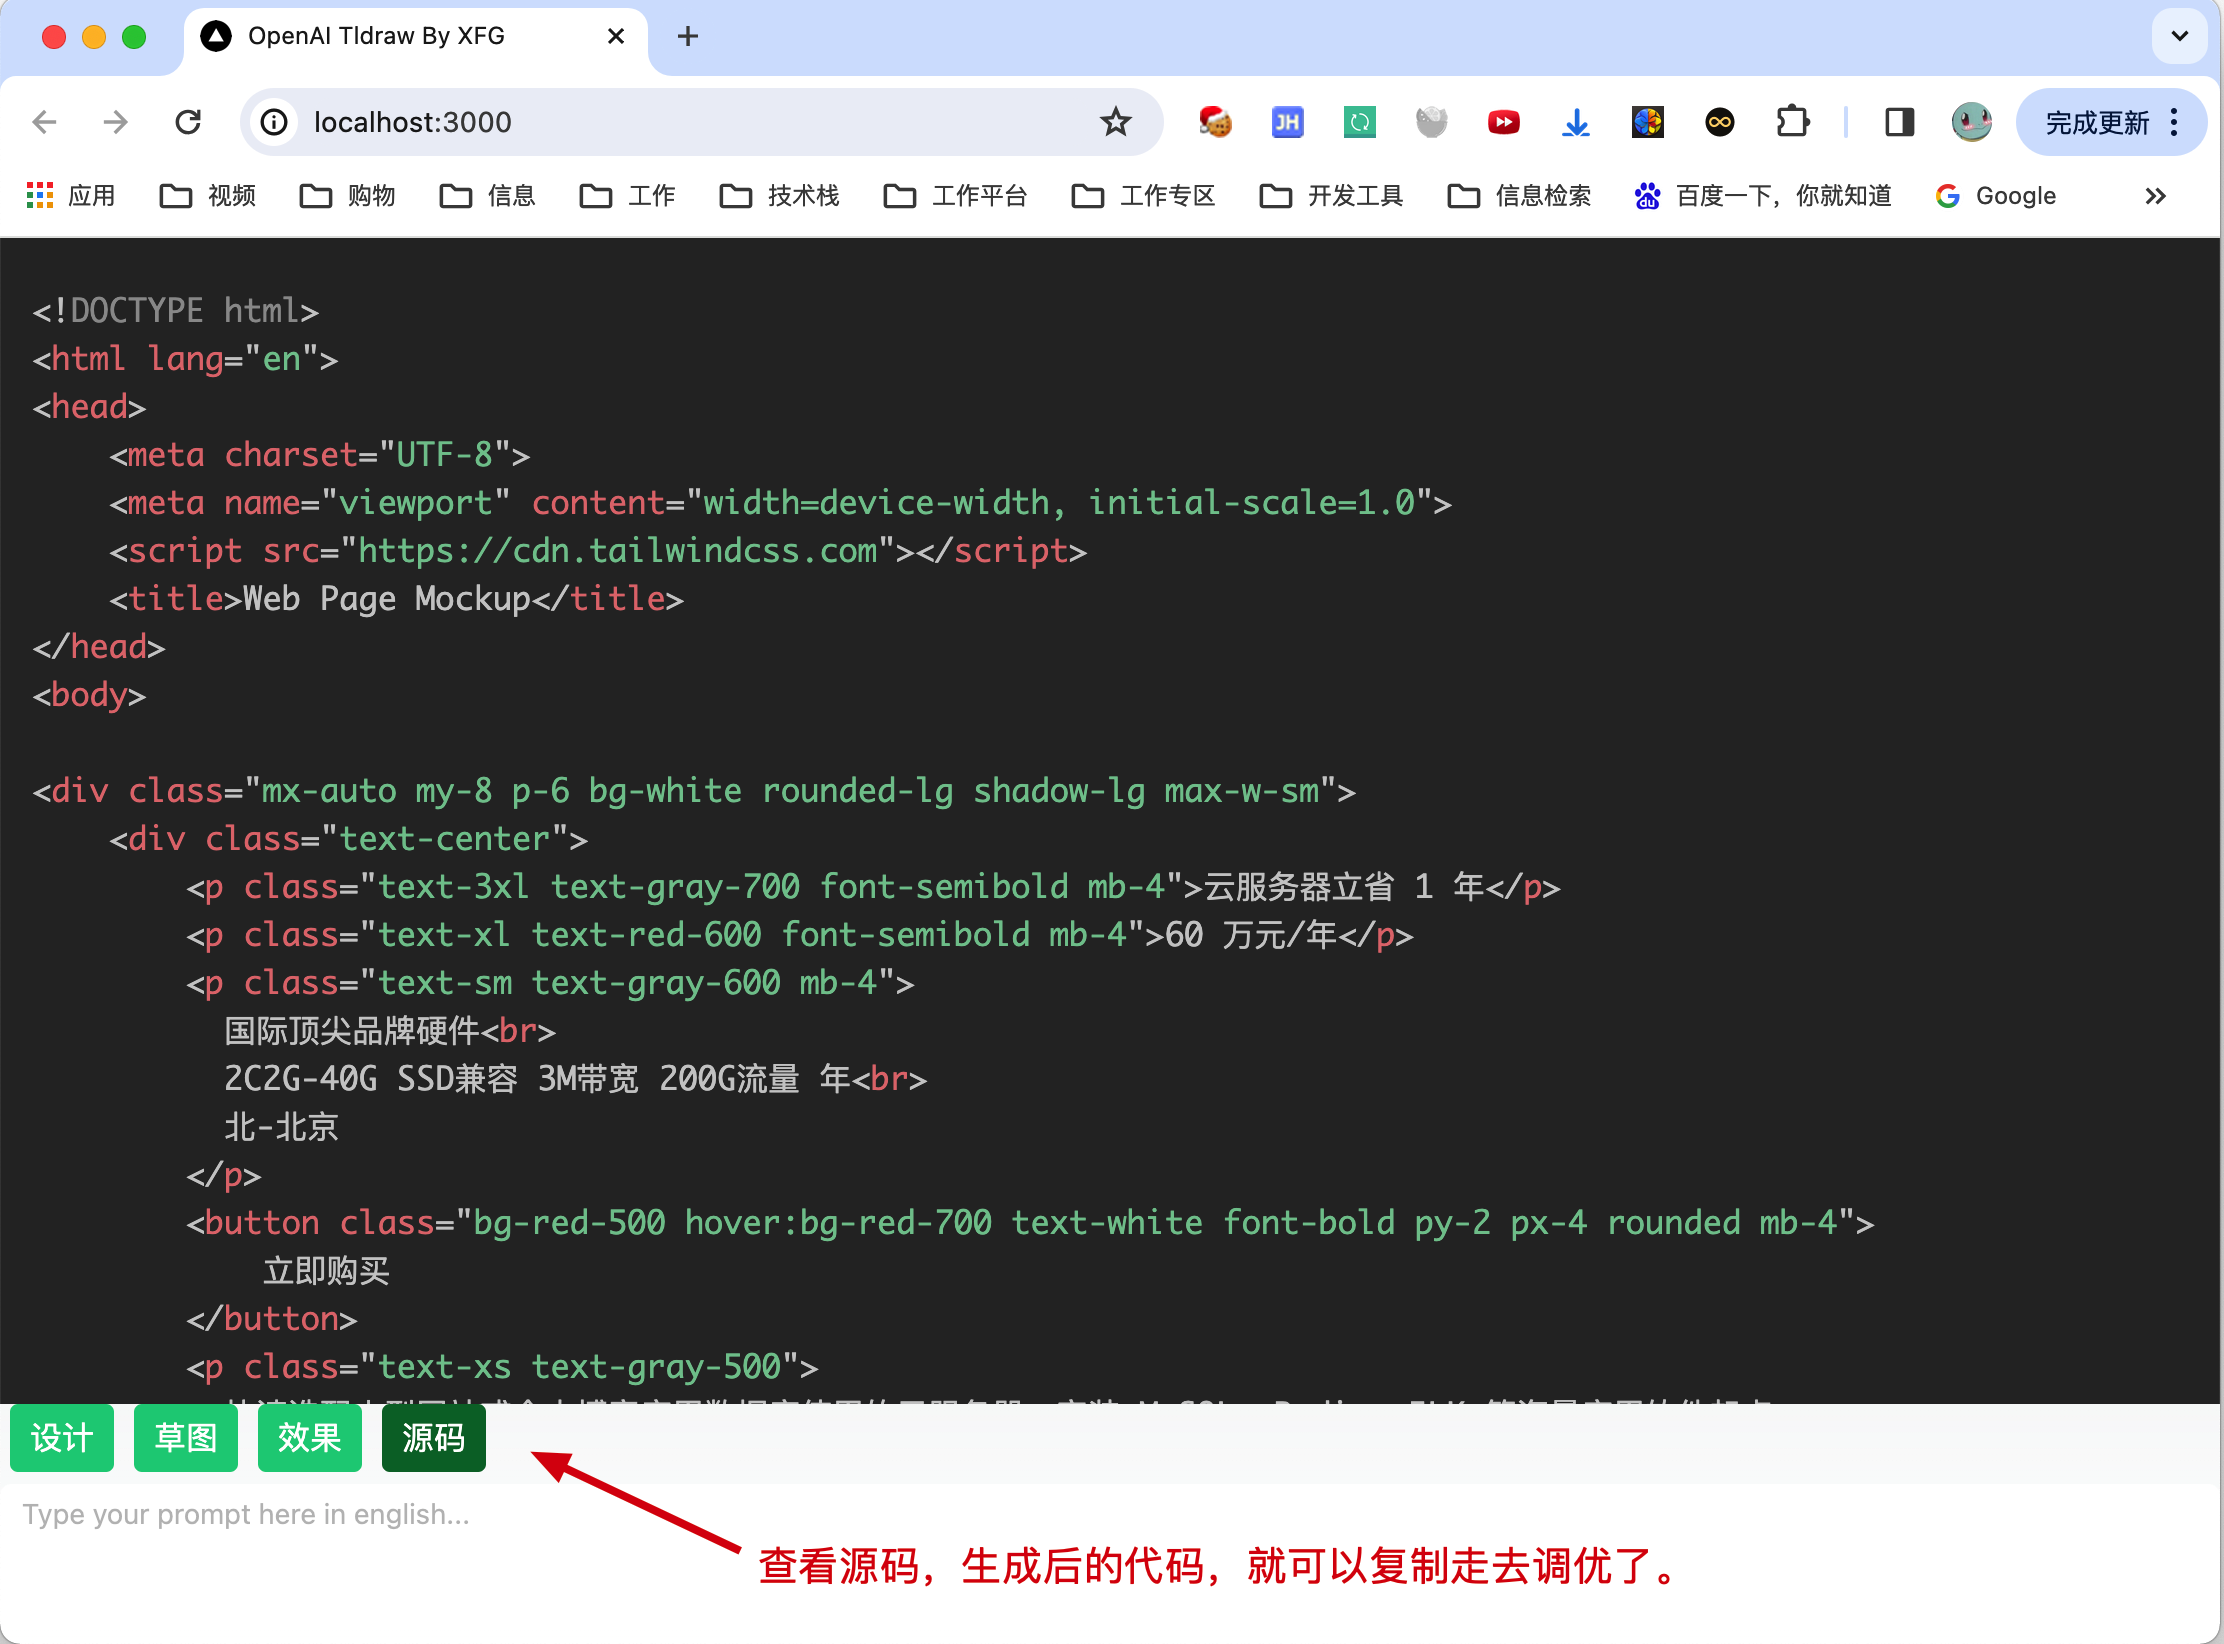 OpenAI Tldraw By XFG
localhost:3000
JH
完成更新
应用 视频 购物 信息 工作 技术栈 工作平台 工作专区 开发工具 信息检索 百度一下，你就知道 Google
<!DOCTYPE html>
<html lang="en">
<head>
    <meta charset="UTF-8">
    <meta name="viewport" content="width=device-width, initial-scale=1.0">
    <script src="https://cdn.tailwindcss.com"></script>
    <title>Web Page Mockup</title>
</head>
<body>
<div class="mx-auto my-8 p-6 bg-white rounded-lg shadow-lg max-w-sm">
    <div class="text-center">
        <p class="text-3xl text-gray-700 font-semibold mb-4">云服务器立省 1 年</p>
        <p class="text-xl text-red-600 font-semibold mb-4">60 万元/年</p>
        <p class="text-sm text-gray-600 mb-4">
          国际顶尖品牌硬件<br>
          2C2G-40G SSD兼容 3M带宽 200G流量 年<br>
          北-北京
        </p>
        <button class="bg-red-500 hover:bg-red-700 text-white font-bold py-2 px-4 rounded mb-4">
            立即购买
        </button>
        <p class="text-xs text-gray-500">
设计 草图 效果 源码
Type your prompt here in english...
查看源码，生成后的代码，就可以复制走去调优了。